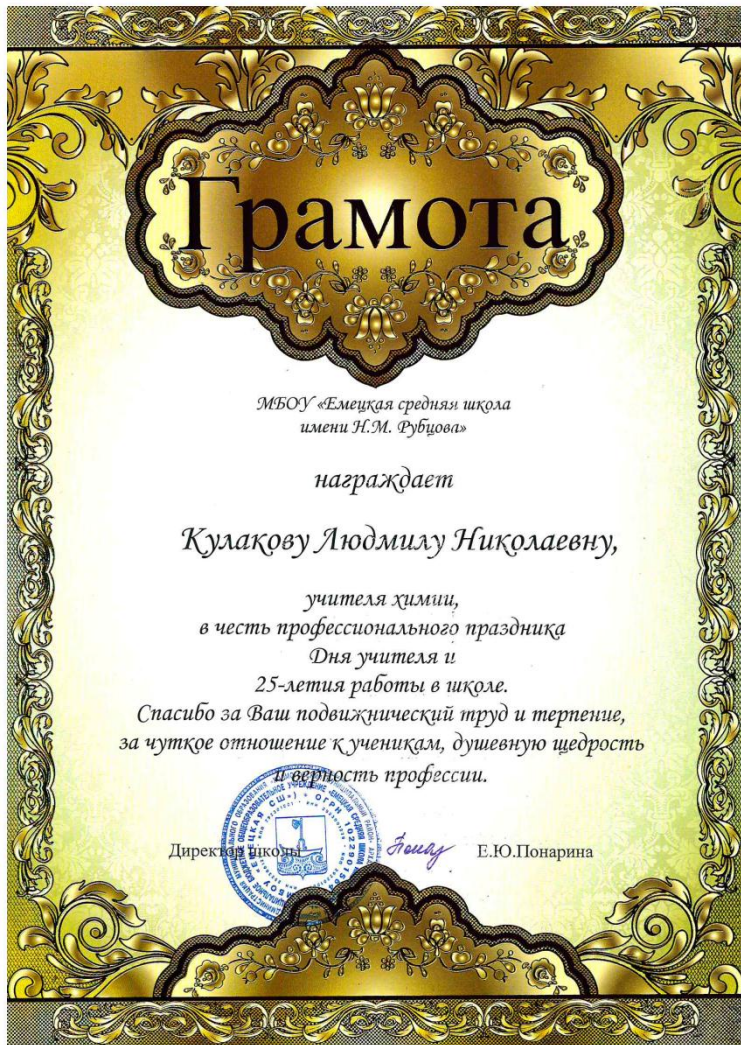 Грамота
МБОУ «Емецкая средняя школа
имени Н.М. Рубцова»
награждает
Кулакову Людмилу Николаевну,
учителя химии,
в честь профессионального праздника
Дня учителя и
25-летия работы в школе.
Спасибо за Ваш подвижнический труд и терпение,
за чуткое отношение к ученикам, душевную щедрость
и верность профессии.
Директор школы Е.Ю.Понарина